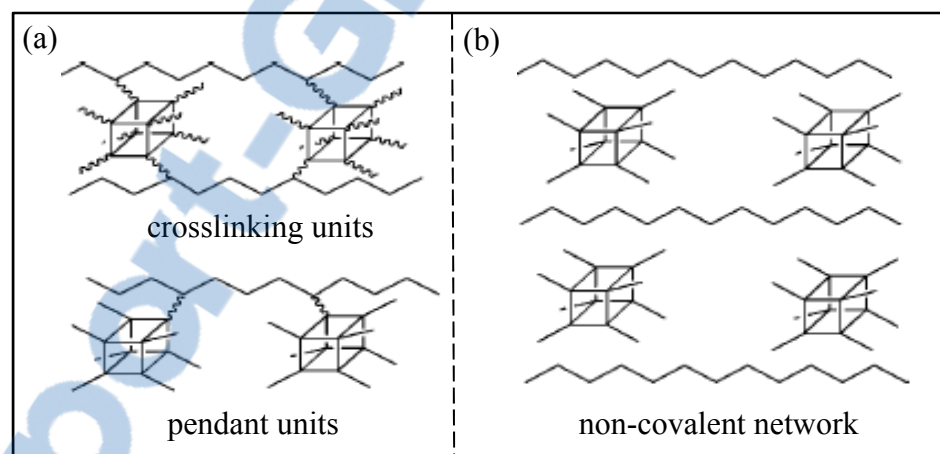 (a)
(b)
crosslinking units
pendant units
non-covalent network